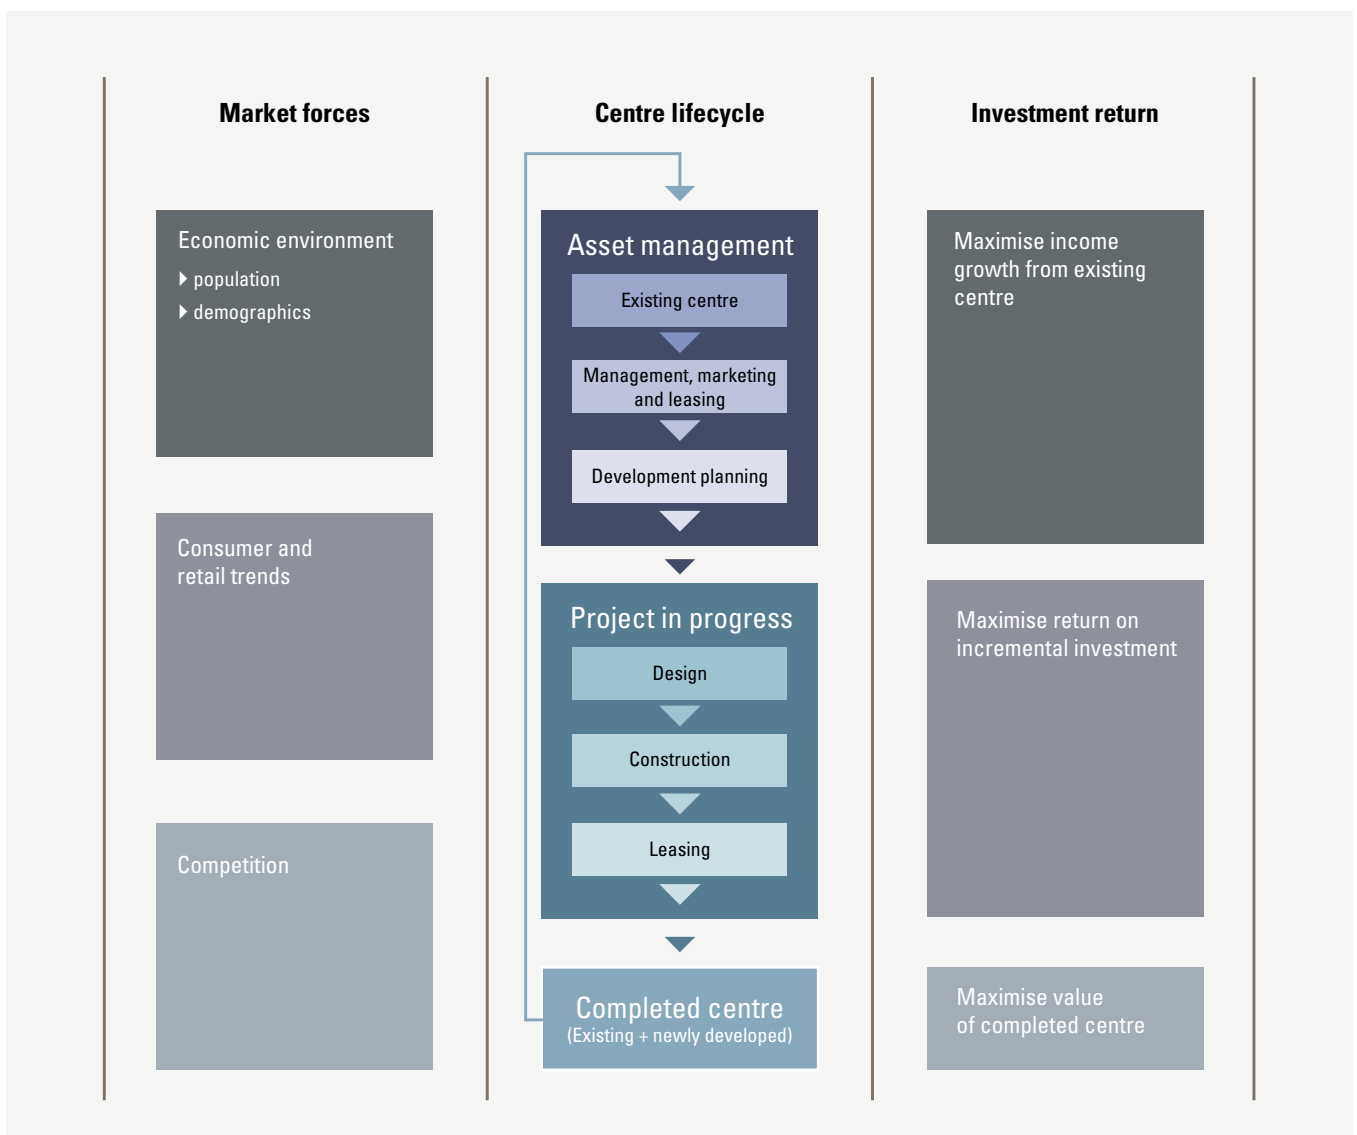 Market forces
Economic environment
population
demographics
Consumer and
retail trends
Competition
Centre lifecycle
Asset management
Existing centre
Management, marketing
and leasing
Development planning
Project in progress
Design
Construction
Leasing
Completed centre
(Existing + newly developed)
Investment return
Maximise income
growth from existing
centre
Maximise return on
incremental investment
Maximise value
of completed centre